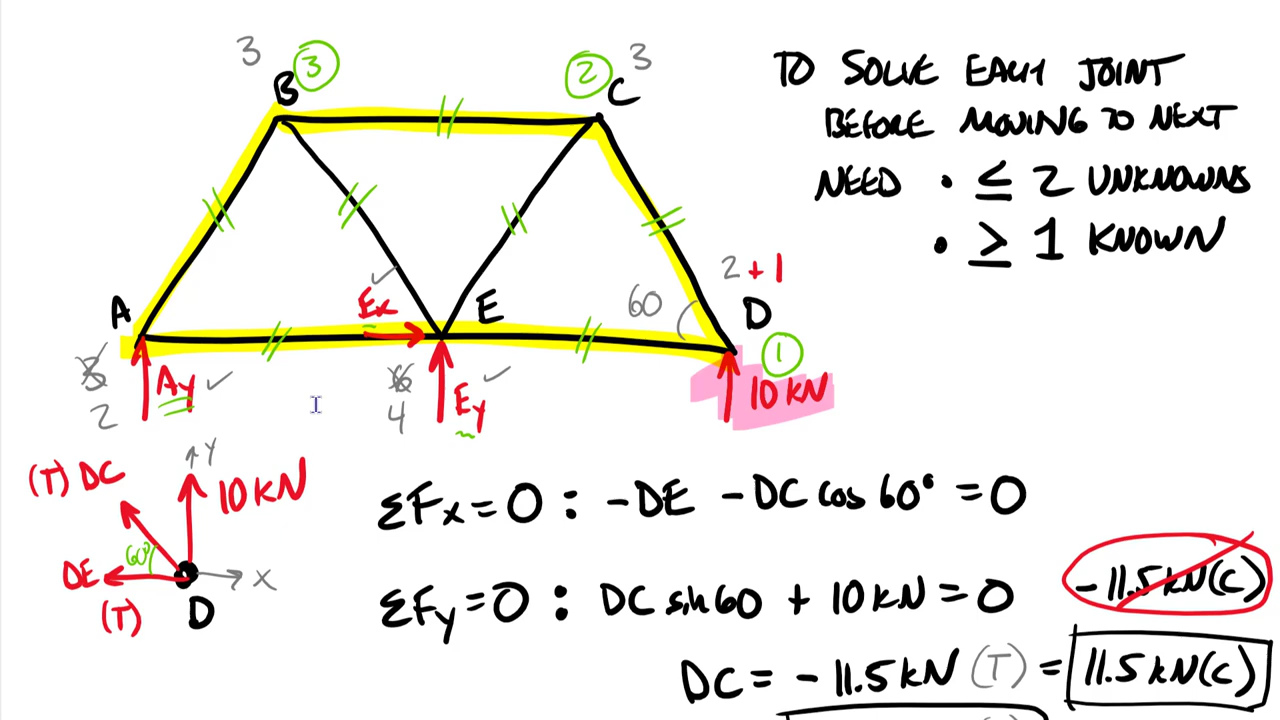 3
B
3
2
C
3
TO SOLVE EACH JOINT
BEFORE MOVING TO NEXT
NEED • ≤ 2 UNKNOWNS
• ≥ 1 KNOWN
A
Ex
E
60
2 + 1
D
1
3
2
Ay
6
4
Ey
10 kN
(T) DC
Y
10 kN
60°
DE
(T)
X
D
ΣFx = 0 : -DE - DC cos 60° = 0
ΣFy = 0 : DC sin 60 + 10 kN = 0
-11.5 kN (C)
DC = -11.5 kN (T) = 11.5 kN (C)